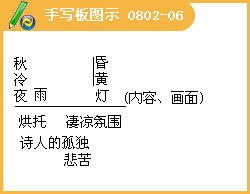 手写板图示 0802-06
秋 昏
冷 黄
夜 雨 灯 (内容、画面)
烘托 凄凉氛围
诗人的孤独
悲苦